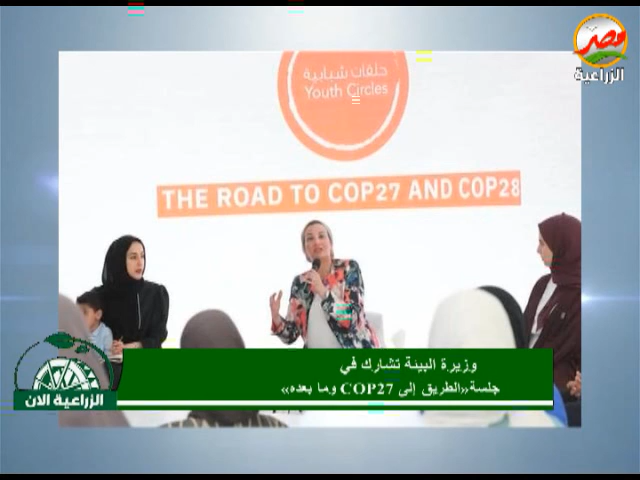 مصر
الزراعية
حلقات شبابية
Youth Circles
THE ROAD TO COP27 AND COP28
وزيرة البيئة تشارك في
جلسة«الطريق إلى COP27 وما بعده»
الزراعية الان